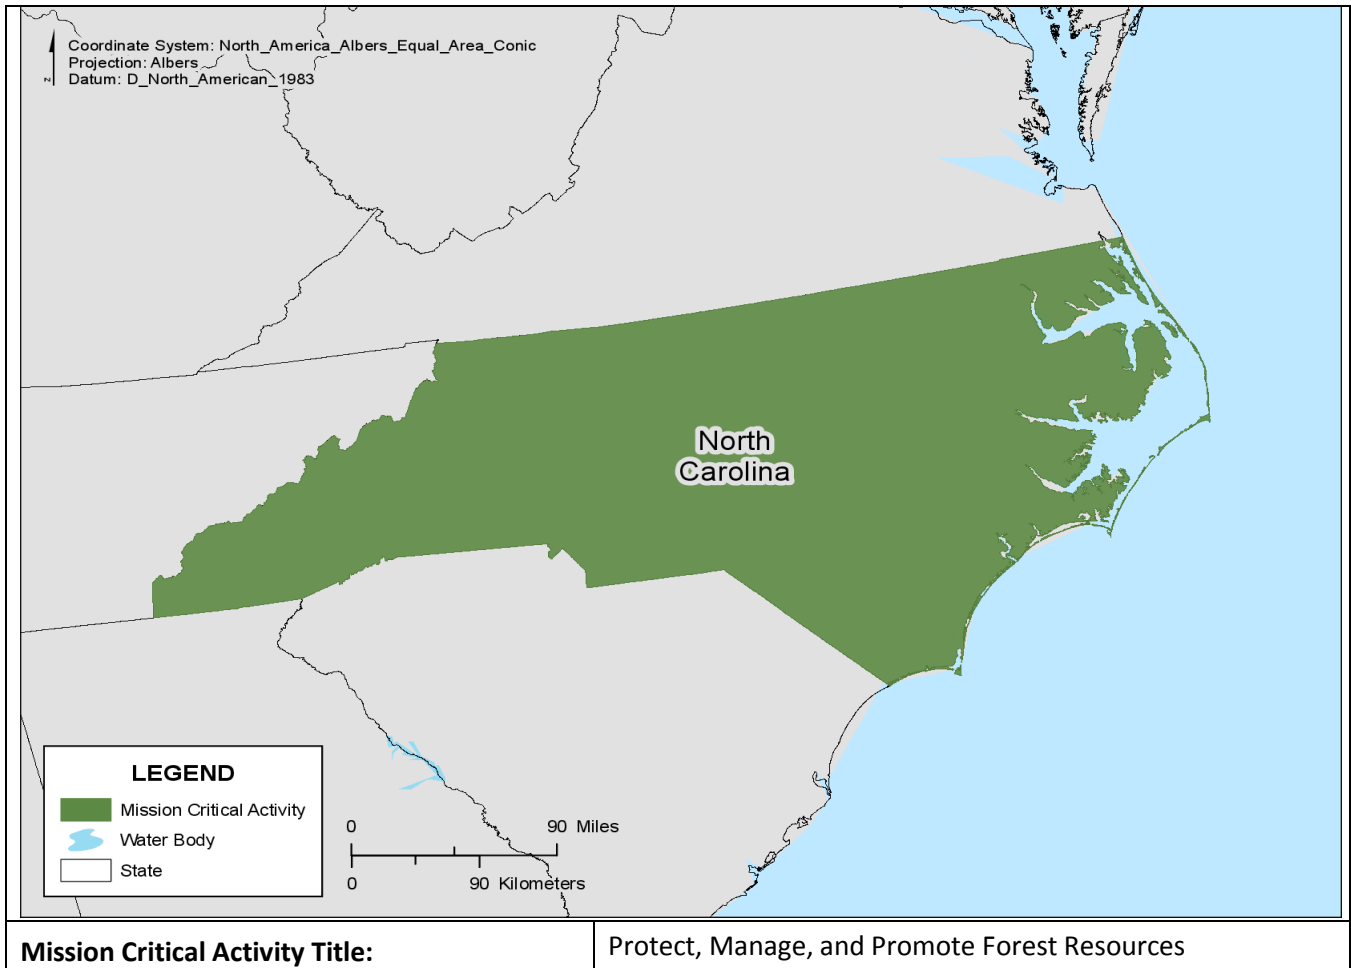 Coordinate System: North_America_Albers_Equal_Area_Conic
Projection: Albers
Datum: D_North_American_1983
N
North
Carolina
LEGEND
Mission Critical Activity
Water Body
State
0 90 Miles
0 90 Kilometers
Mission Critical Activity Title:
Protect, Manage, and Promote Forest Resources